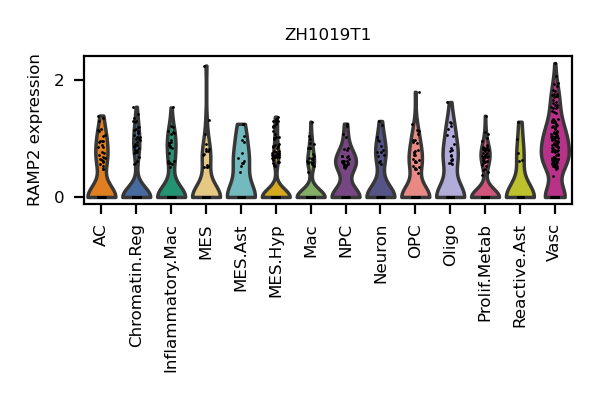 ZH1019T1
RAMP2 expression
2
0
AC
Chromatin.Reg
Inflammatory.Mac
MES
MES.Ast
MES.Hyp
Mac
NPC
Neuron
OPC
Oligo
Prolif.Metab
Reactive.Ast
Vasc